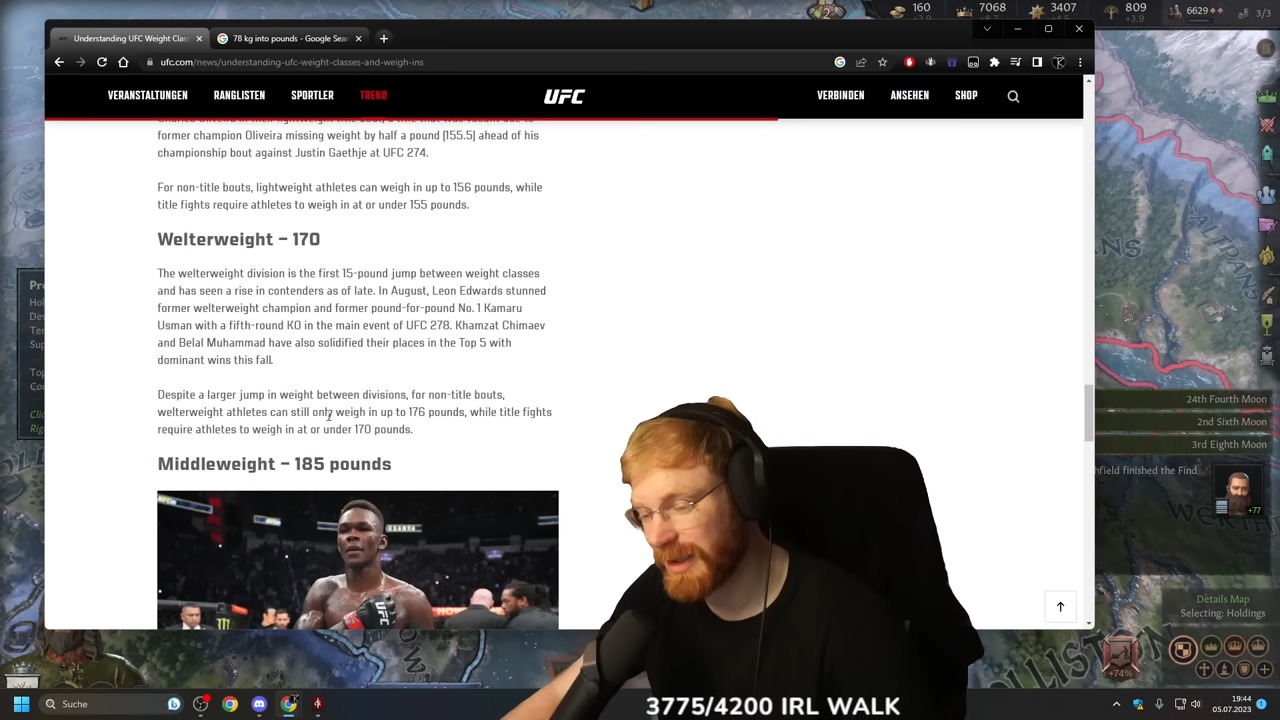 160
7068
3407
809
6629
3/3
Understanding UFC Weight Clas
78 kg into pounds - Google Sear
ufc.com/news/understanding-ufc-weight-classes-and-weigh-ins
VERANSTALTUNGEN
RANGLISTEN
SPORTLER
TREND
UFC
VERBINDEN
ANSEHEN
SHOP
former champion Oliveira missing weight by half a pound (155.5) ahead of his
championship bout against Justin Gaethje at UFC 274.
For non-title bouts, lightweight athletes can weigh in up to 156 pounds, while
title fights require athletes to weigh in at or under 155 pounds.
Welterweight – 170
The welterweight division is the first 15-pound jump between weight classes
and has seen a rise in contenders as of late. In August, Leon Edwards stunned
former welterweight champion and former pound-for-pound No. 1 Kamaru
Usman with a fifth-round KO in the main event of UFC 278. Khamzat Chimaev
and Belal Muhammad have also solidified their places in the Top 5 with
dominant wins this fall.
Despite a larger jump in weight between divisions, for non-title bouts,
welterweight athletes can still only weigh in up to 176 pounds, while title fights
require athletes to weigh in at or under 170 pounds.
Middleweight – 185 pounds
UFC
24th Fourth Moon
2nd Sixth Moon
3rd Eighth Moon
hfield finished the Find
+77
Details Map
Selecting: Holdings
+74%
Suche
3775/4200 IRL WALK
19:44
05.07.2023